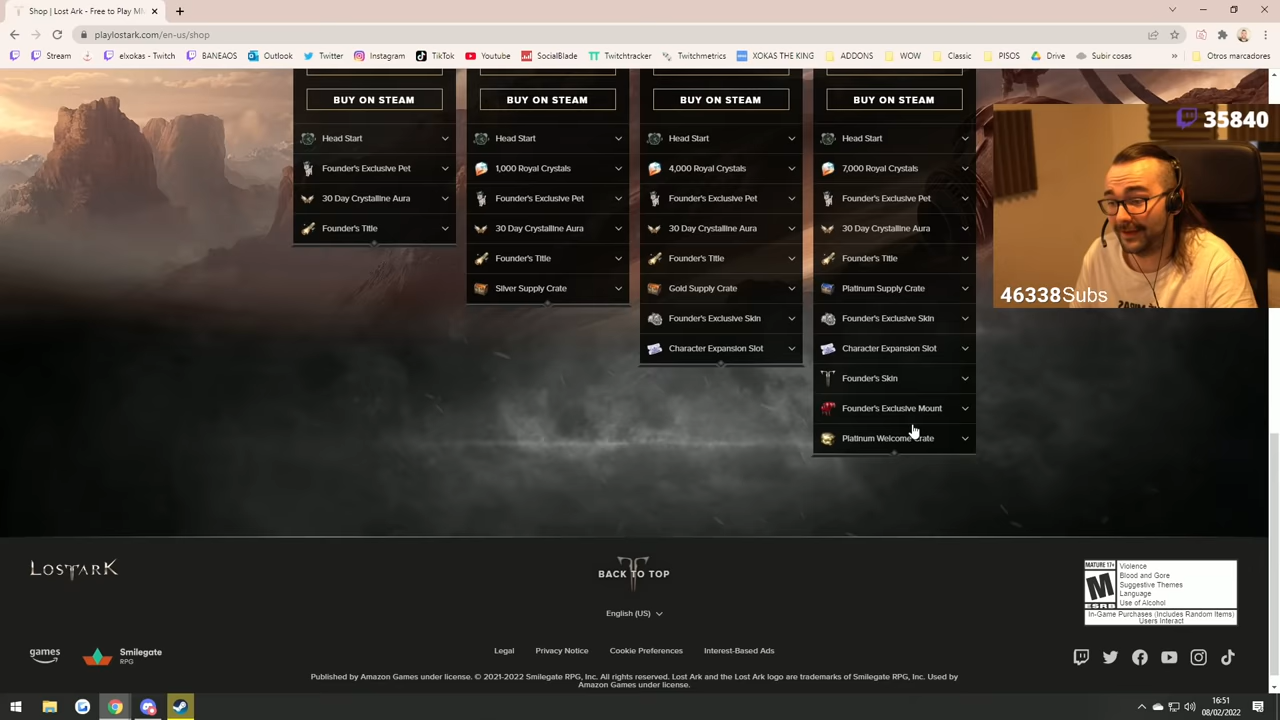 Shop | Lost Ark - Free to Play MM
playlostark.com/en-us/shop
Steam
elxokas - Twitch
BANEAOS
Outlook
Instagram
TikTok
Youtube
SocialBlade
Twitchtracker
Twitchmetrics
XOKAS THE KING
ADDONS
Classic
PISOS
Drive
Subir cosas
»
Otros marcadores
BUY ON STEAM
Head Start
Founder's Exclusive Pet
30 Day Crystalline Aura
Founder's Title
BUY ON STEAM
Head Start
1,000 Royal Crystals
Founder's Exclusive Pet
30 Day Crystalline Aura
Founder's Title
Silver Supply Crate
BUY ON STEAM
Head Start
4,000 Royal Crystals
Founder's Exclusive Pet
30 Day Crystalline Aura
Founder's Title
Gold Supply Crate
Founder's Exclusive Skin
Character Expansion Slot
BUY ON STEAM
Head Start
7,000 Royal Crystals
Founder's Exclusive Pet
30 Day Crystalline Aura
Founder's Title
Platinum Supply Crate
Founder's Exclusive Skin
Character Expansion Slot
Founder's Skin
Founder's Exclusive Mount
Platinum Welcome Crate
35840
46338Subs
LOSTARK
BACK TO TOP
English (US)
MATURE 17+
M
ESRB
Violence
Blood and Gore
Suggestive Themes
Language
Use of Alcohol
In-Game Purchases (Includes Random Items)
Users Interact
games
Smilegate
RPG
Legal
Privacy Notice
Cookie Preferences
Interest-Based Ads
Published by Amazon Games under license. © 2021-2022 Smilegate RPG, Inc. All rights reserved. Lost Ark and the Lost Ark logo are trademarks of Smilegate RPG, Inc. Used by
Amazon Games under license.
16:51
08/02/2022